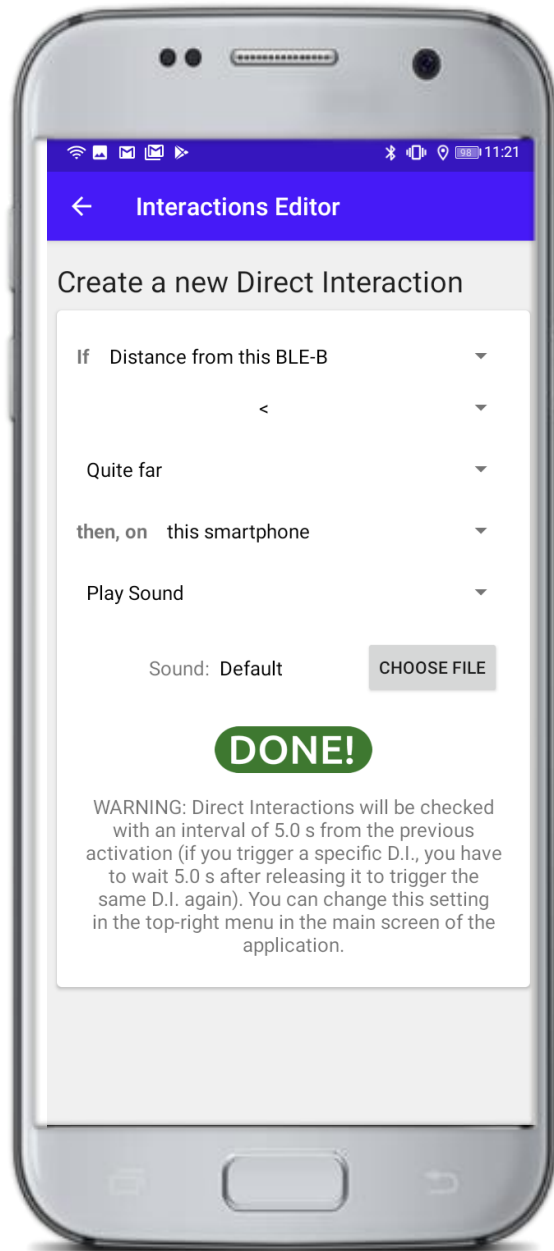 98 11:21
Interactions Editor
Create a new Direct Interaction
If Distance from this BLE-B
<
Quite far
then, on this smartphone
Play Sound
Sound: Default CHOOSE FILE
DONE!
WARNING: Direct Interactions will be checked
with an interval of 5.0 s from the previous
activation (if you trigger a specific D.I., you have
to wait 5.0 s after releasing it to trigger the
same D.I. again). You can change this setting
in the top-right menu in the main screen of the
application.